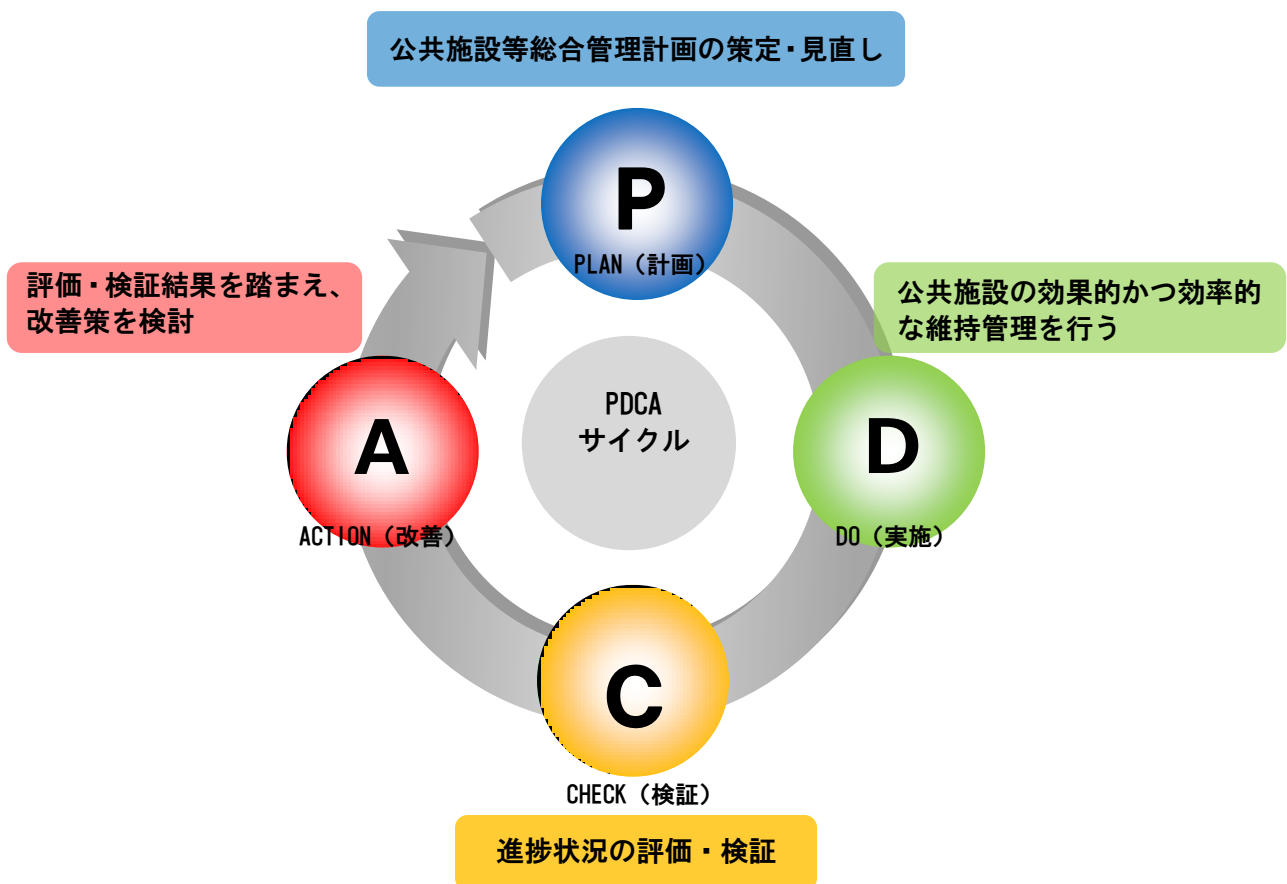 公共施設等総合管理計画の策定・見直し
P
PLAN（計画）
評価・検証結果を踏まえ、
改善策を検討
公共施設の効果的かつ効率的
な維持管理を行う
PDCA
サイクル
A
ACTION（改善）
D
DO（実施）
C
CHECK（検証）
進捗状況の評価・検証